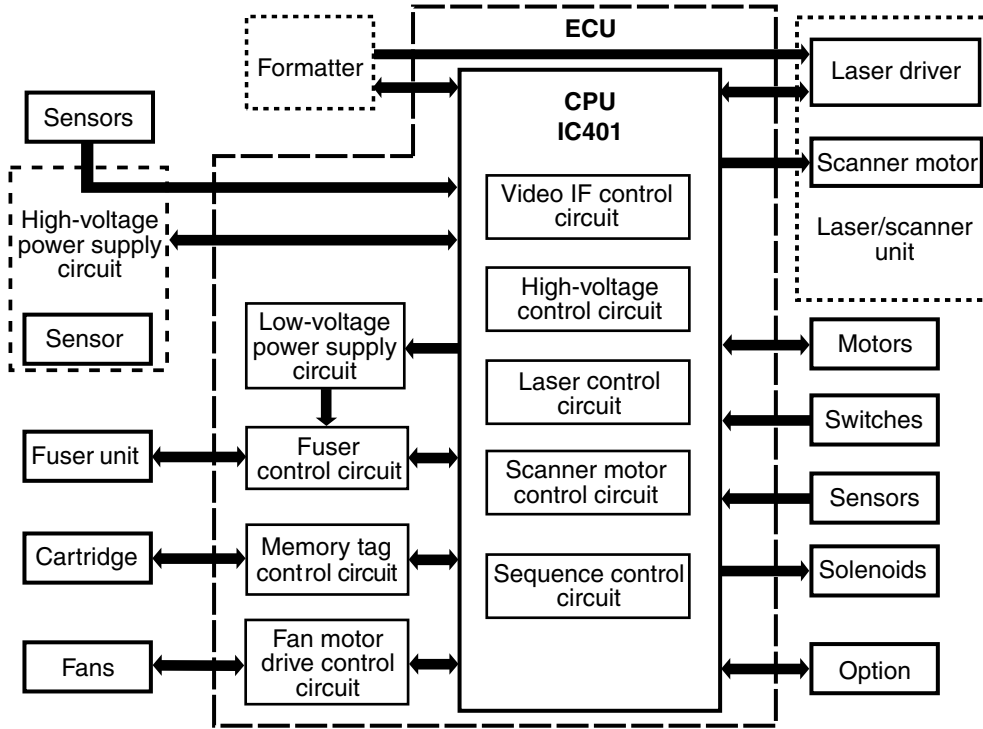 ECU
Formatter
Laser driver
CPU
IC401
Sensors
Scanner motor
Video IF control
circuit
High-voltage
power supply
circuit
Laser/scanner
unit
High-voltage
control circuit
Sensor
Low-voltage
power supply
circuit
Motors
Laser control
circuit
Switches
Fuser unit
Fuser
control circuit
Scanner motor
control circuit
Sensors
Cartridge
Memory tag
control circuit
Sequence control
circuit
Solenoids
Fans
Fan motor
drive control
circuit
Option